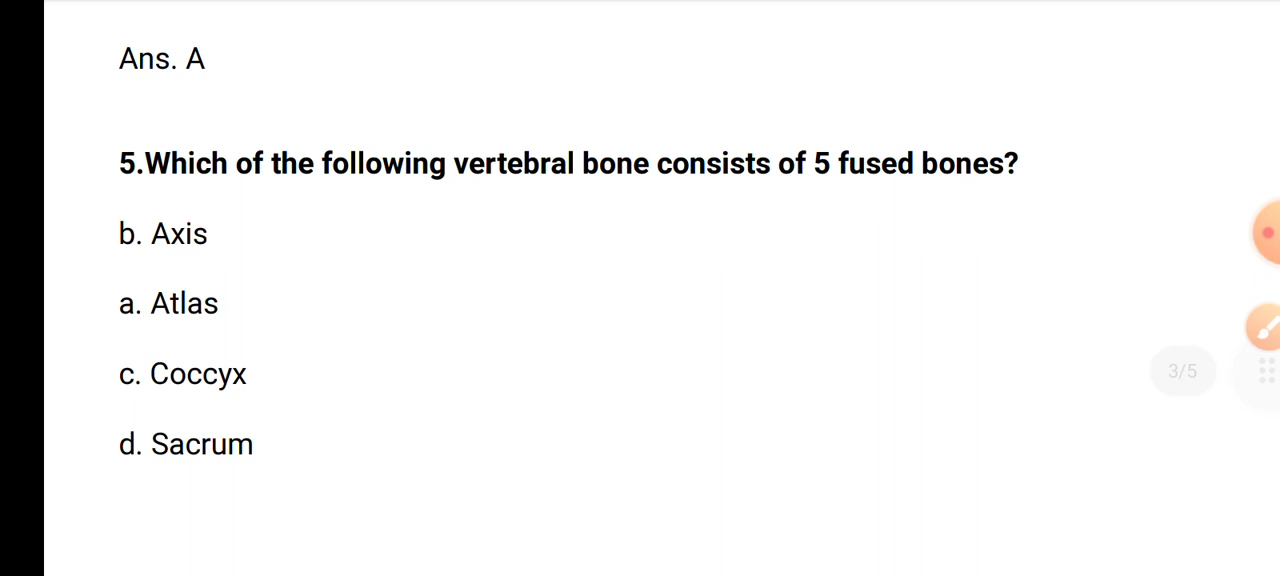 Ans. A
5.Which of the following vertebral bone consists of 5 fused bones?
b. Axis
a. Atlas
c. Coccyx
d. Sacrum
3/5